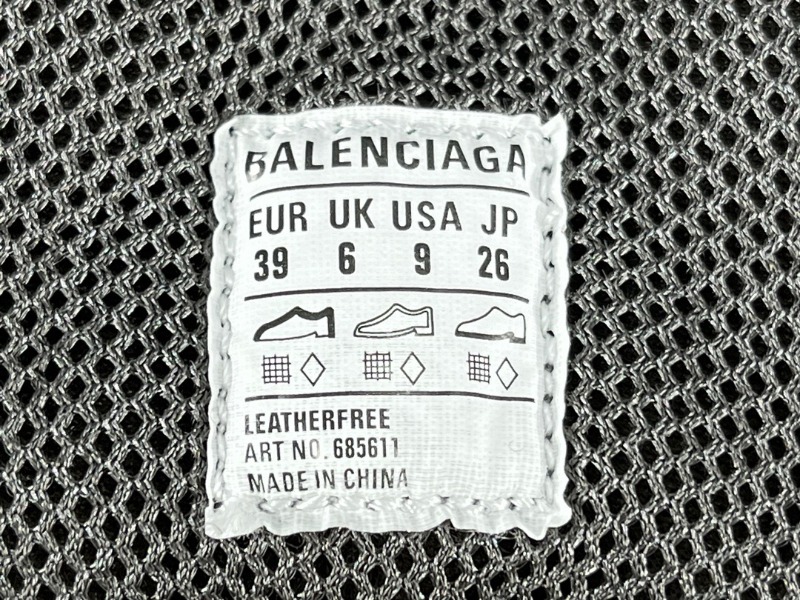 BALENCIAGA
EUR UK USA JP
39 6 9 26
LEATHERFREE
ART NO. 685611
MADE IN CHINA